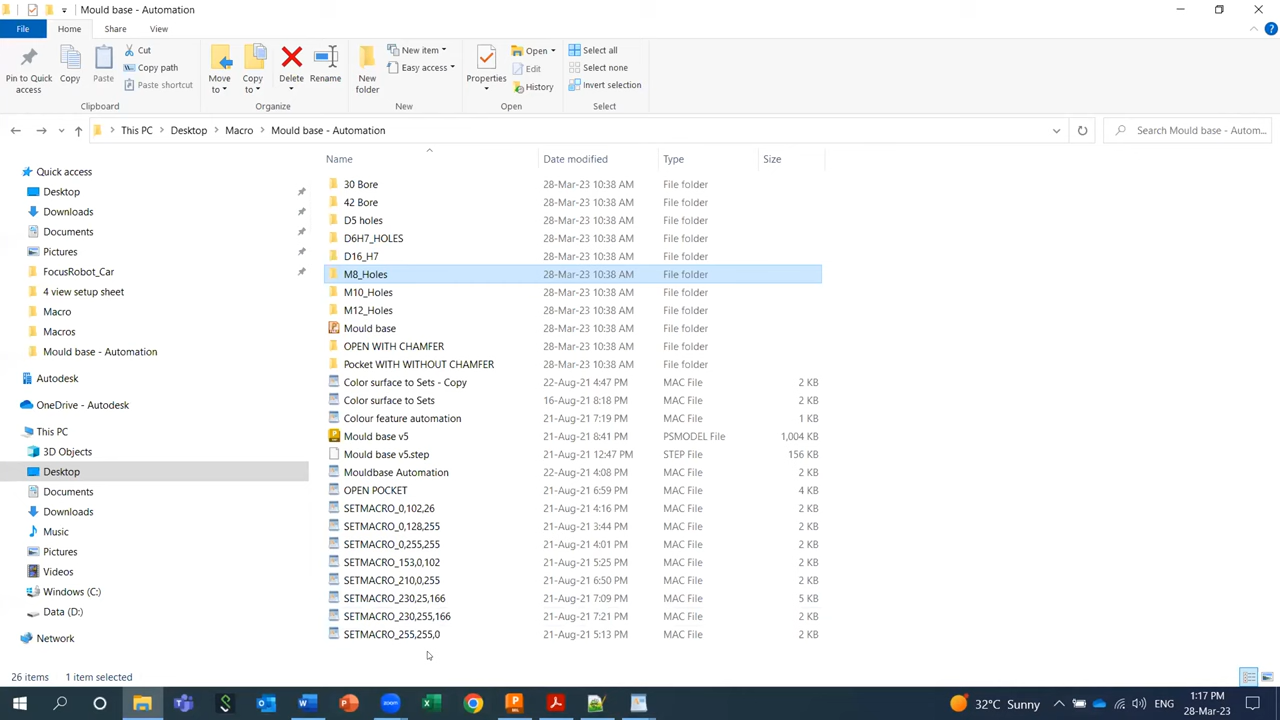 Mould base - Automation
File Home Share View
Pin to Quick access
Copy
Paste
Cut
Copy path
Paste shortcut
Move to
Copy to
Delete
Rename
New folder
New item
Easy access
Properties
Open
Edit
History
Select all
Select none
Invert selection
Clipboard Organize New Open Select
This PC Desktop Macro Mould base - Automation
Search Mould base - Autom...
Name Date modified Type Size
Quick access
Desktop
Downloads
Documents
Pictures
FocusRobot_Car
4 view setup sheet
Macro
Macros
Mould base - Automation
Autodesk
OneDrive - Autodesk
This PC
3D Objects
Desktop
Documents
Downloads
Music
Pictures
Videos
Windows (C:)
Data (D:)
Network
30 Bore 28-Mar-23 10:38 AM File folder
42 Bore 28-Mar-23 10:38 AM File folder
D5 holes 28-Mar-23 10:38 AM File folder
D6H7_HOLES 28-Mar-23 10:38 AM File folder
D16_H7 28-Mar-23 10:38 AM File folder
M8_Holes 28-Mar-23 10:38 AM File folder
M10_Holes 28-Mar-23 10:38 AM File folder
M12_Holes 28-Mar-23 10:38 AM File folder
Mould base 28-Mar-23 10:38 AM File folder
OPEN WITH CHAMFER 28-Mar-23 10:38 AM File folder
Pocket WITH WITHOUT CHAMFER 28-Mar-23 10:38 AM File folder
Color surface to Sets - Copy 22-Aug-21 4:47 PM MAC File 2 KB
Color surface to Sets 16-Aug-21 8:18 PM MAC File 2 KB
Colour feature automation 21-Aug-21 7:19 PM MAC File 1 KB
Mould base v5 21-Aug-21 8:41 PM PSMODEL File 1,004 KB
Mould base v5.step 21-Aug-21 12:47 PM STEP File 156 KB
Mouldbase Automation 22-Aug-21 4:08 PM MAC File 2 KB
OPEN POCKET 21-Aug-21 6:59 PM MAC File 4 KB
SETMACRO_0,102,26 21-Aug-21 4:16 PM MAC File 2 KB
SETMACRO_0,128,255 21-Aug-21 3:44 PM MAC File 2 KB
SETMACRO_0,255,255 21-Aug-21 4:01 PM MAC File 2 KB
SETMACRO_153,0,102 21-Aug-21 5:25 PM MAC File 2 KB
SETMACRO_210,0,255 21-Aug-21 6:50 PM MAC File 2 KB
SETMACRO_230,25,166 21-Aug-21 7:09 PM MAC File 5 KB
SETMACRO_230,255,166 21-Aug-21 7:21 PM MAC File 2 KB
SETMACRO_255,255,0 21-Aug-21 5:13 PM MAC File 2 KB
26 items 1 item selected
32°C Sunny
ENG
1:17 PM
28-Mar-23